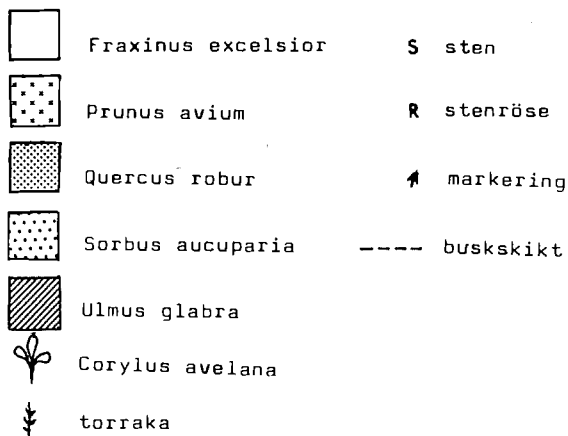 Fraxinus excelsior
Prunus avium
Quercus robur
Sorbus aucuparia
Ulmus glabra
Corylus avelana
torraka
S sten
R stenröse
markering
buskskikt